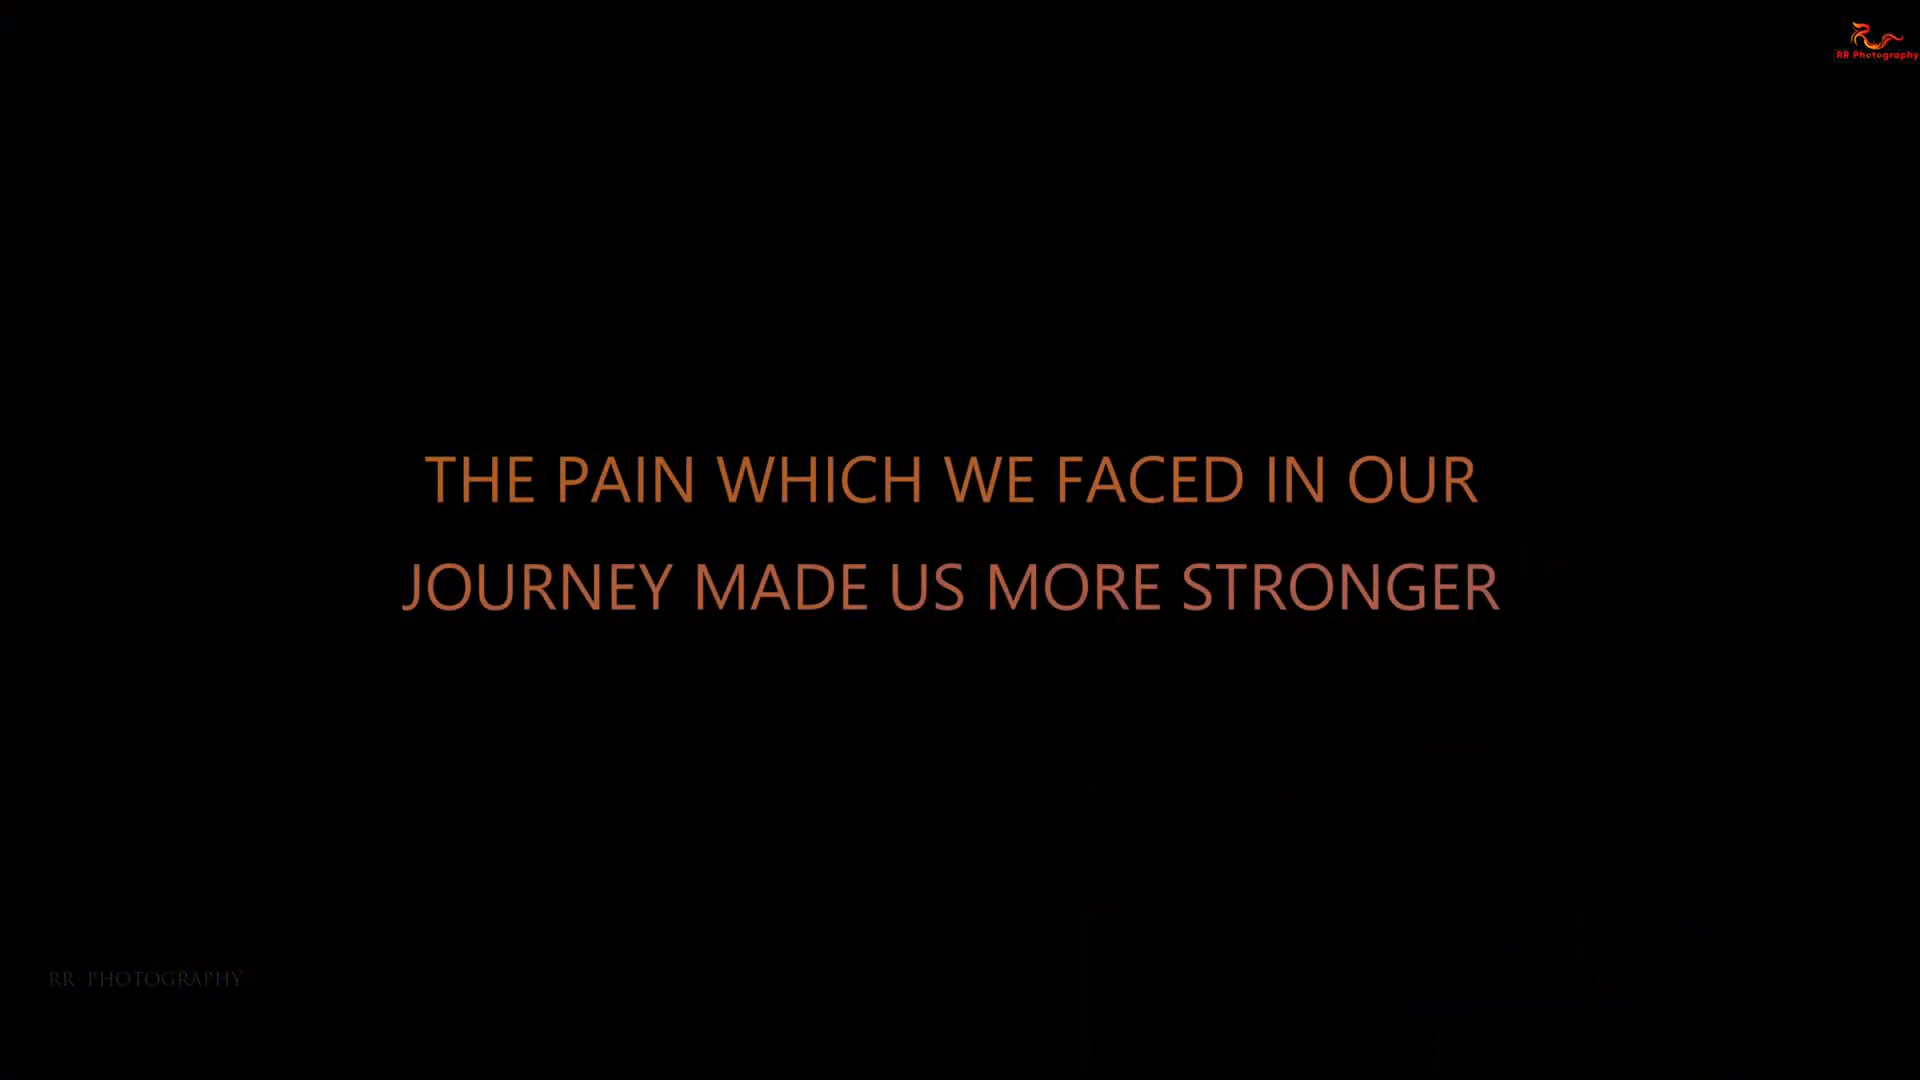 RR Photography
THE PAIN WHICH WE FACED IN OUR
JOURNEY MADE US MORE STRONGER
RR PHOTOGRAPHY